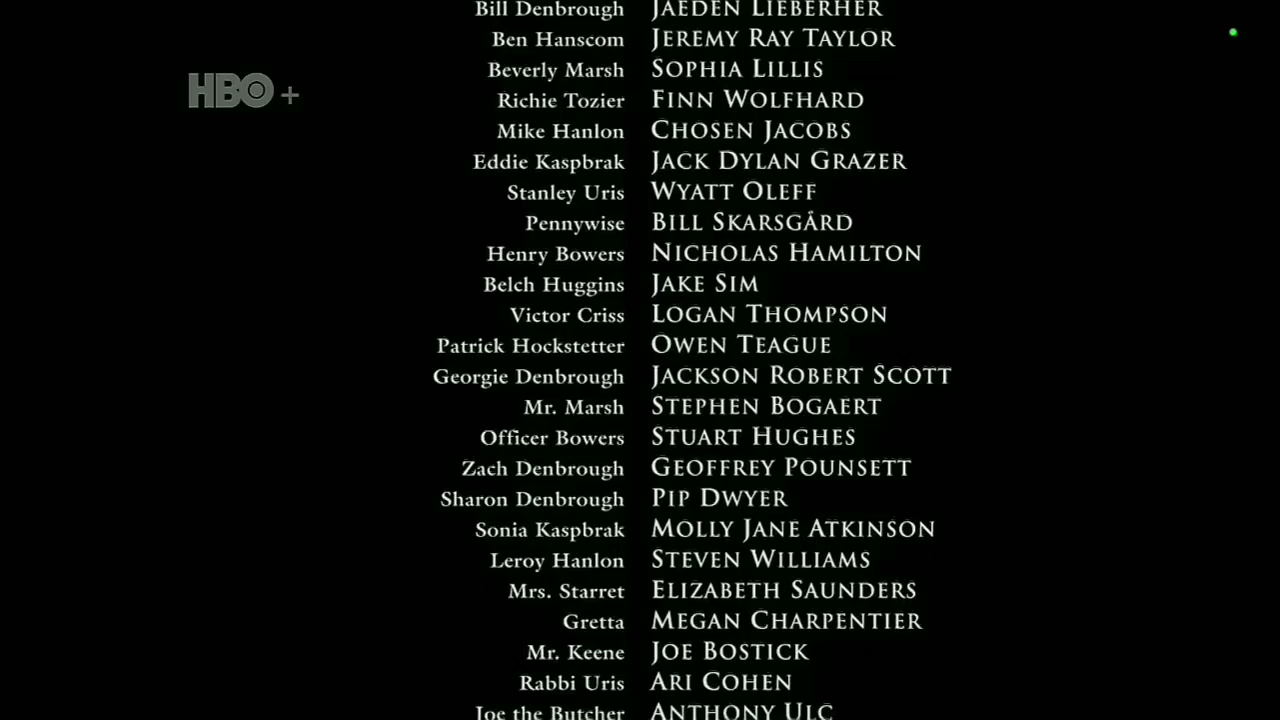 Bill Denbrough JAEDEN LIEBERHER
Ben Hanscom JEREMY RAY TAYLOR
Beverly Marsh SOPHIA LILLIS
HBO+
Richie Tozier FINN WOLFHARD
Mike Hanlon CHOSEN JACOBS
Eddie Kaspbrak JACK DYLAN GRAZER
Stanley Uris WYATT OLEFF
Pennywise BILL SKARSGÅRD
Henry Bowers NICHOLAS HAMILTON
Belch Huggins JAKE SIM
Victor Criss LOGAN THOMPSON
Patrick Hockstetter OWEN TEAGUE
Georgie Denbrough JACKSON ROBERT SCOTT
Mr. Marsh STEPHEN BOGAERT
Officer Bowers STUART HUGHES
Zach Denbrough GEOFFREY POUNSETT
Sharon Denbrough PIP DWYER
Sonia Kaspbrak MOLLY JANE ATKINSON
Leroy Hanlon STEVEN WILLIAMS
Mrs. Starret ELIZABETH SAUNDERS
Gretta MEGAN CHARPENTIER
Mr. Keene JOE BOSTICK
Rabbi Uris ARI COHEN
Joe the Butcher ANTHONY ULC